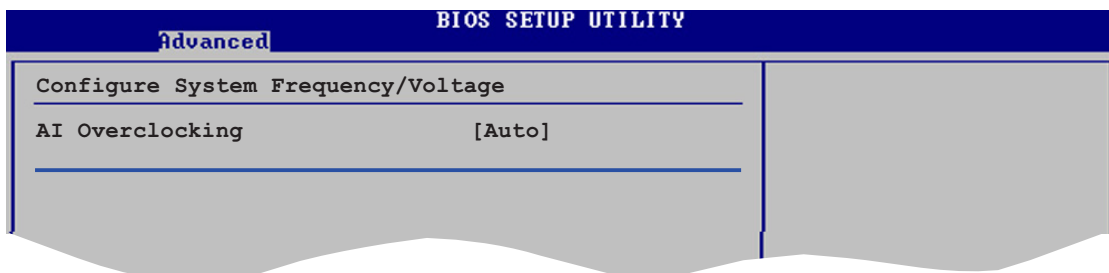 BIOS SETUP UTILITY
Advanced
Configure System Frequency/Voltage
AI Overclocking [Auto]